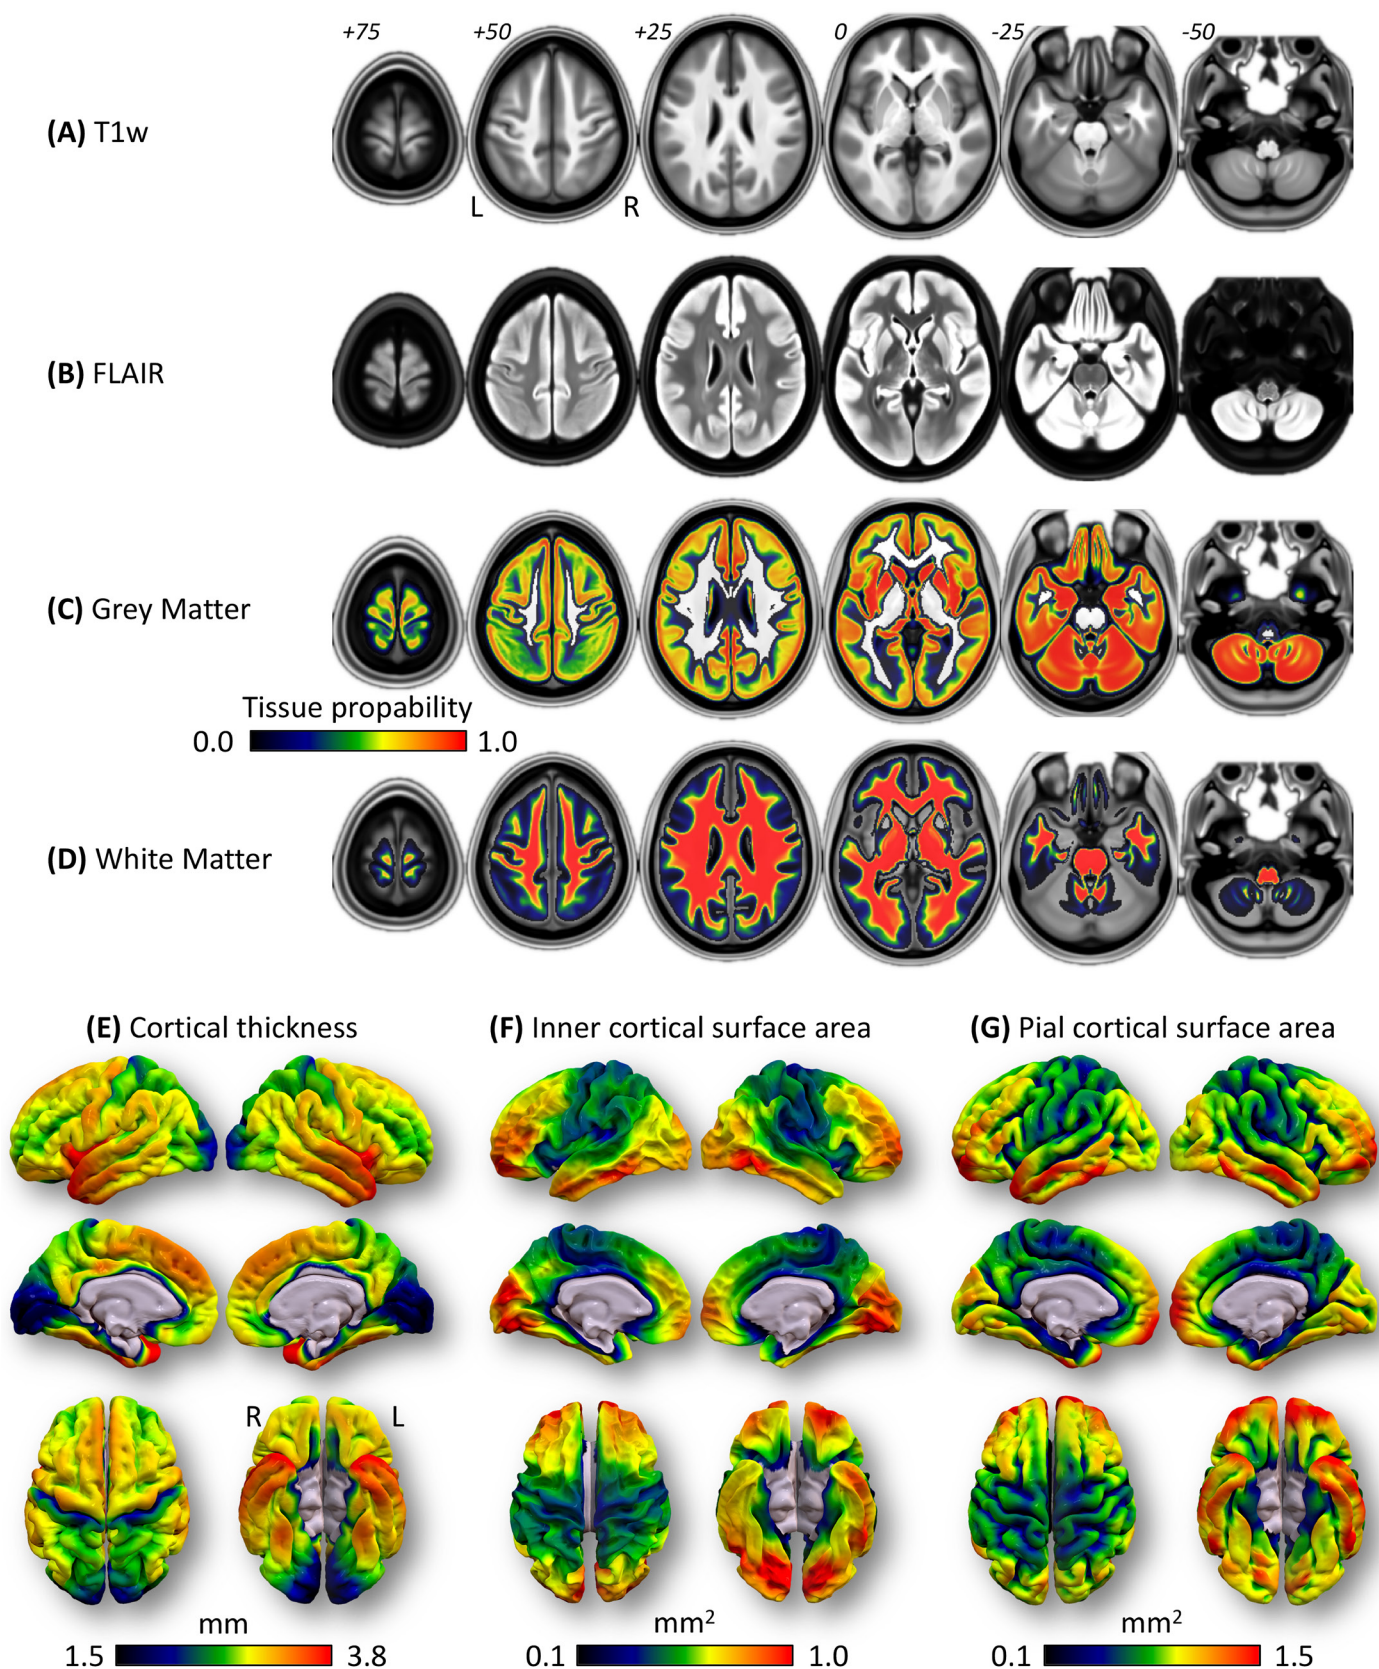 +75 +50 +25 0 -25 -50
(A) T1w
L R
(B) FLAIR
(C) Grey Matter
Tissue propability
0.0 1.0
(D) White Matter
(E) Cortical thickness (F) Inner cortical surface area (G) Pial cortical surface area
R L
mm mm² mm²
1.5 3.8 0.1 1.0 0.1 1.5